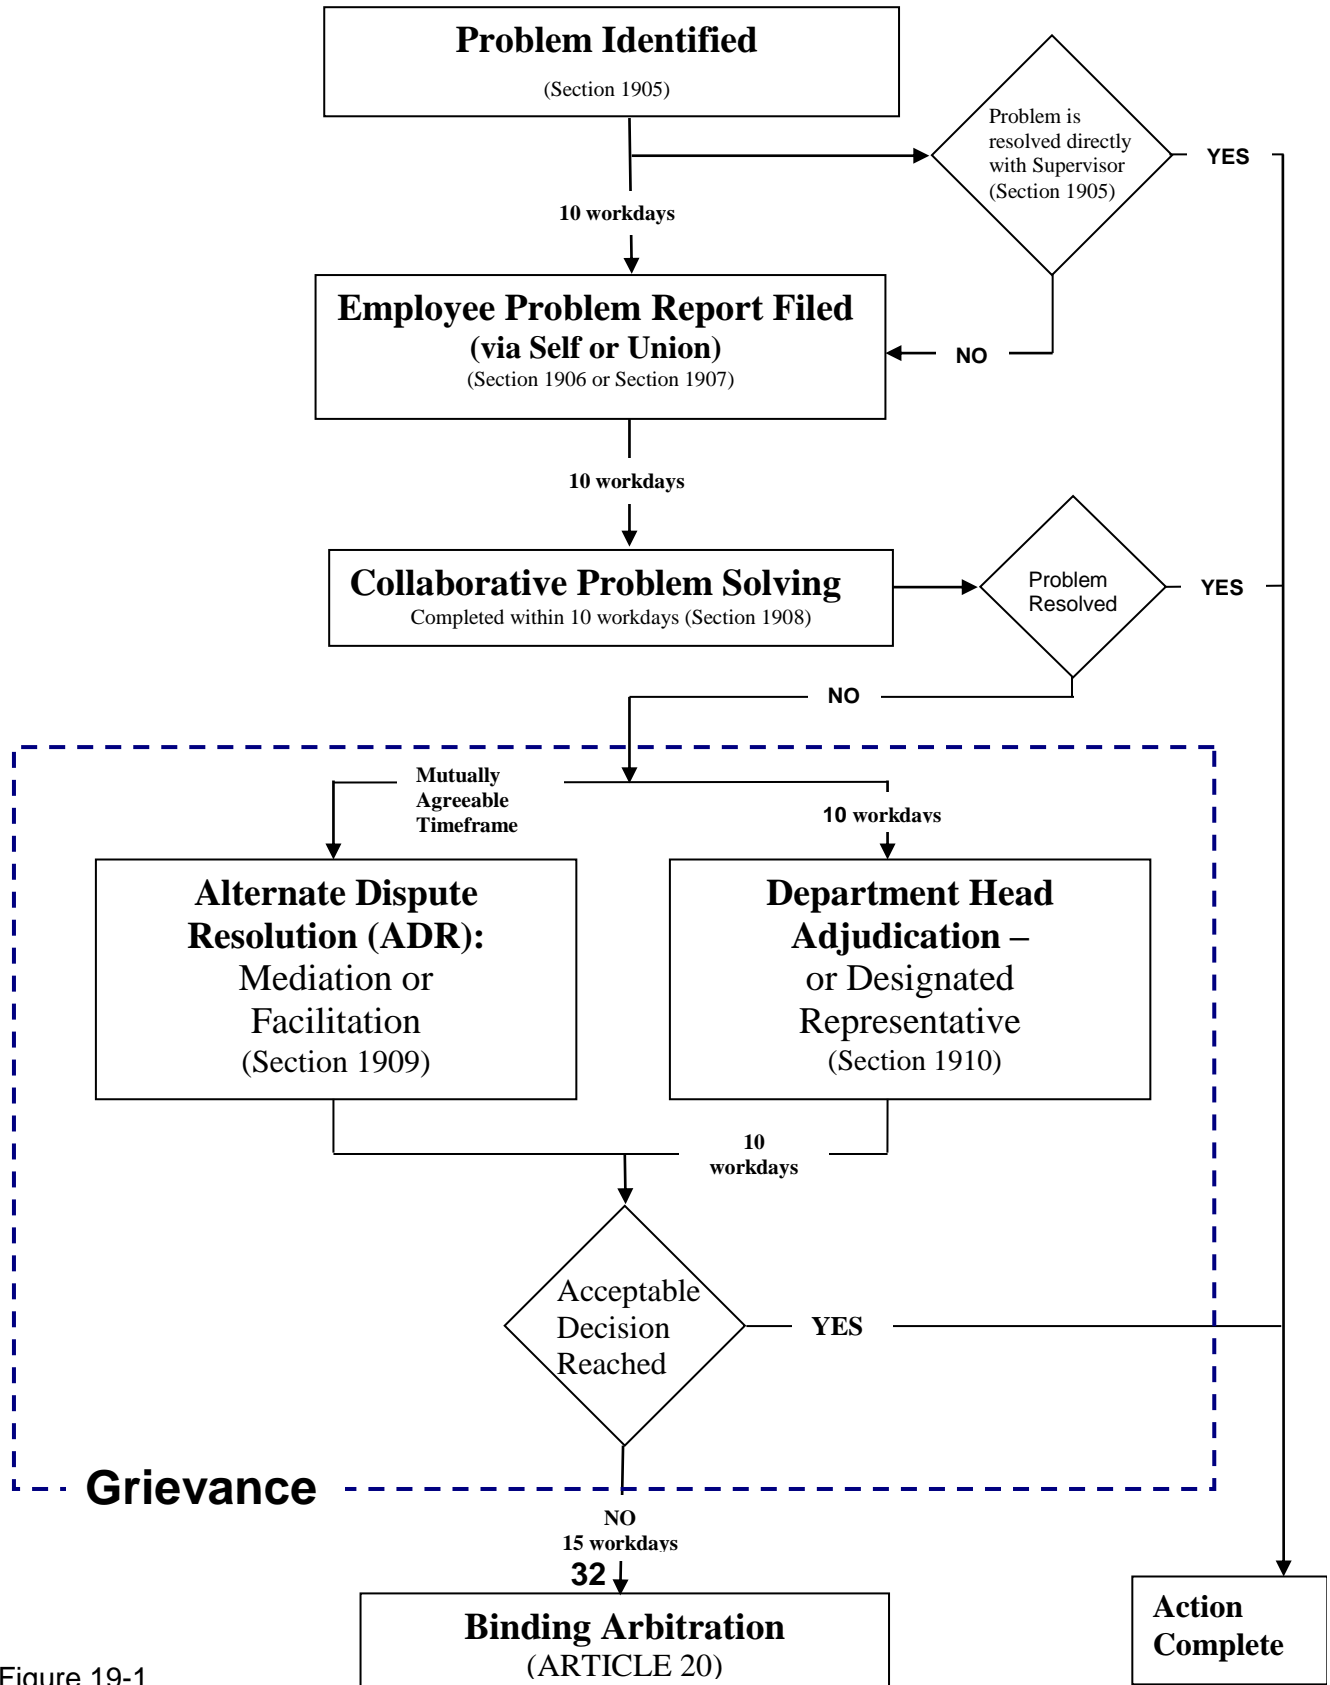 Problem Identified
(Section 1905)
Problem is
resolved directly
with Supervisor
(Section 1905)
YES
10 workdays
Employee Problem Report Filed
(via Self or Union)
(Section 1906 or Section 1907)
NO
10 workdays
Collaborative Problem Solving
Completed within 10 workdays (Section 1908)
Problem
Resolved
YES
NO
Mutually
Agreeable
Timeframe
10 workdays
Alternate Dispute
Resolution (ADR):
Mediation or
Facilitation
(Section 1909)
Department Head
Adjudication –
or Designated
Representative
(Section 1910)
10
workdays
Acceptable
Decision
Reached
YES
Grievance
NO
15 workdays
32
Binding Arbitration
(ARTICLE 20)
Action
Complete
Figure 19-1